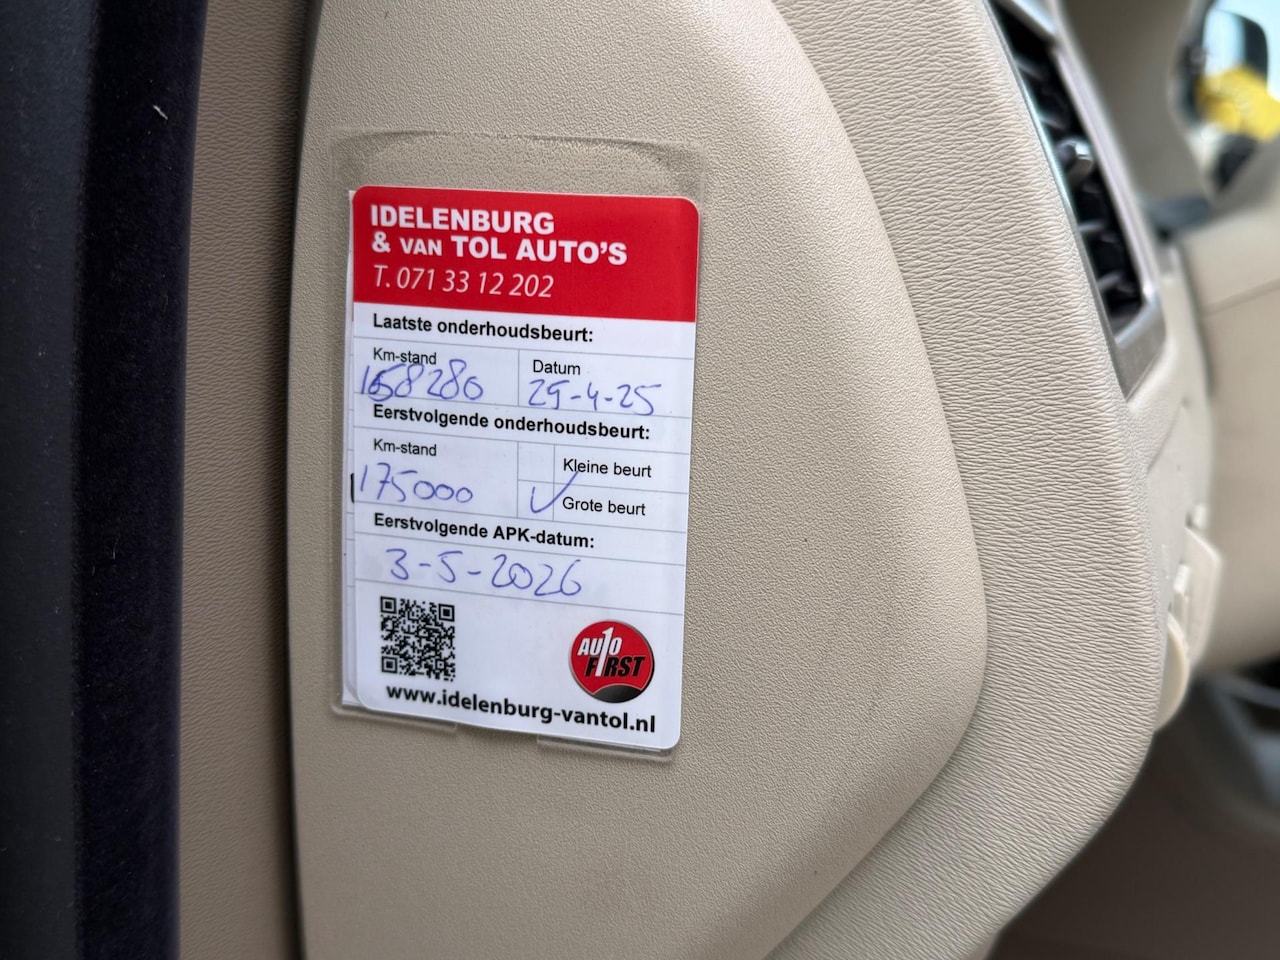 IDELENBURG
& VAN TOL AUTO'S
T. 071 33 12 202
Laatste onderhoudsbeurt:
Km-stand
158280
Datum
29-4-25
Eerstvolgende onderhoudsbeurt:
Km-stand
175000
Kleine beurt
Grote beurt
Eerstvolgende APK-datum:
3-5-2026
AUTO
FIRST
www.idelenburg-vantol.nl